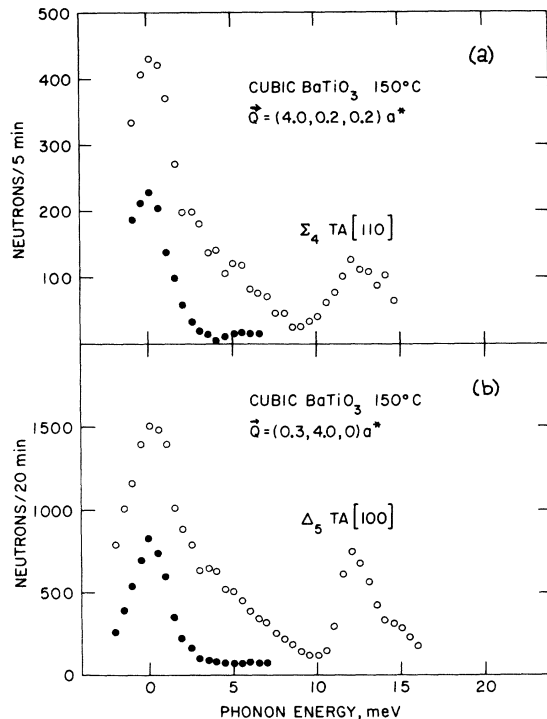 500
(a)
CUBIC BaTiO3 150°C
Q⃗ = (4.0, 0.2, 0.2) a*
400
300
NEUTRONS/5 min
200
Σ4 TA [110]
100
(b)
CUBIC BaTiO3 150°C
Q⃗ = (0.3, 4.0, 0) a*
1500
NEUTRONS/20 min
1000
Δ5 TA [100]
500
0
0 5 10 15 20
PHONON ENERGY, meV